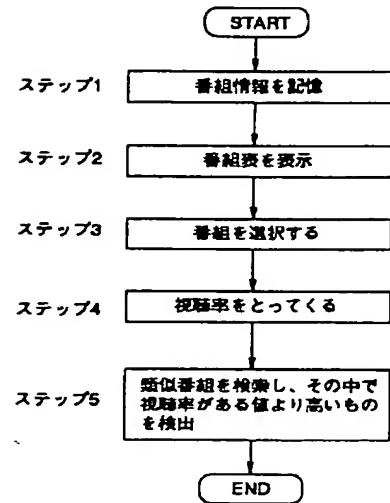 START
ステップ1
番組情報を記憶
ステップ2
番組表を表示
ステップ3
番組を選択する
ステップ4
視聴率をとってくる
ステップ5
類似番組を検索し、その中で
視聴率がある値より高いもの
を検出
END